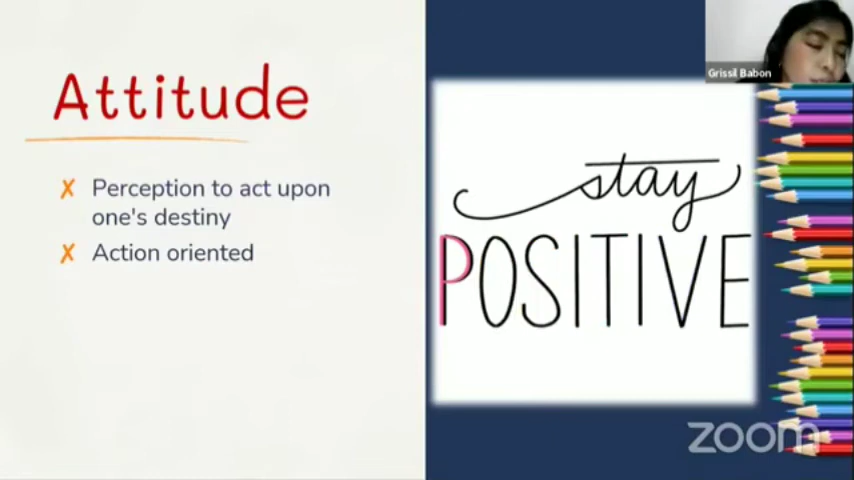 Attitude
✗ Perception to act upon
one's destiny
✗ Action oriented
stay
POSITIVE
Grissil Babon
zoom